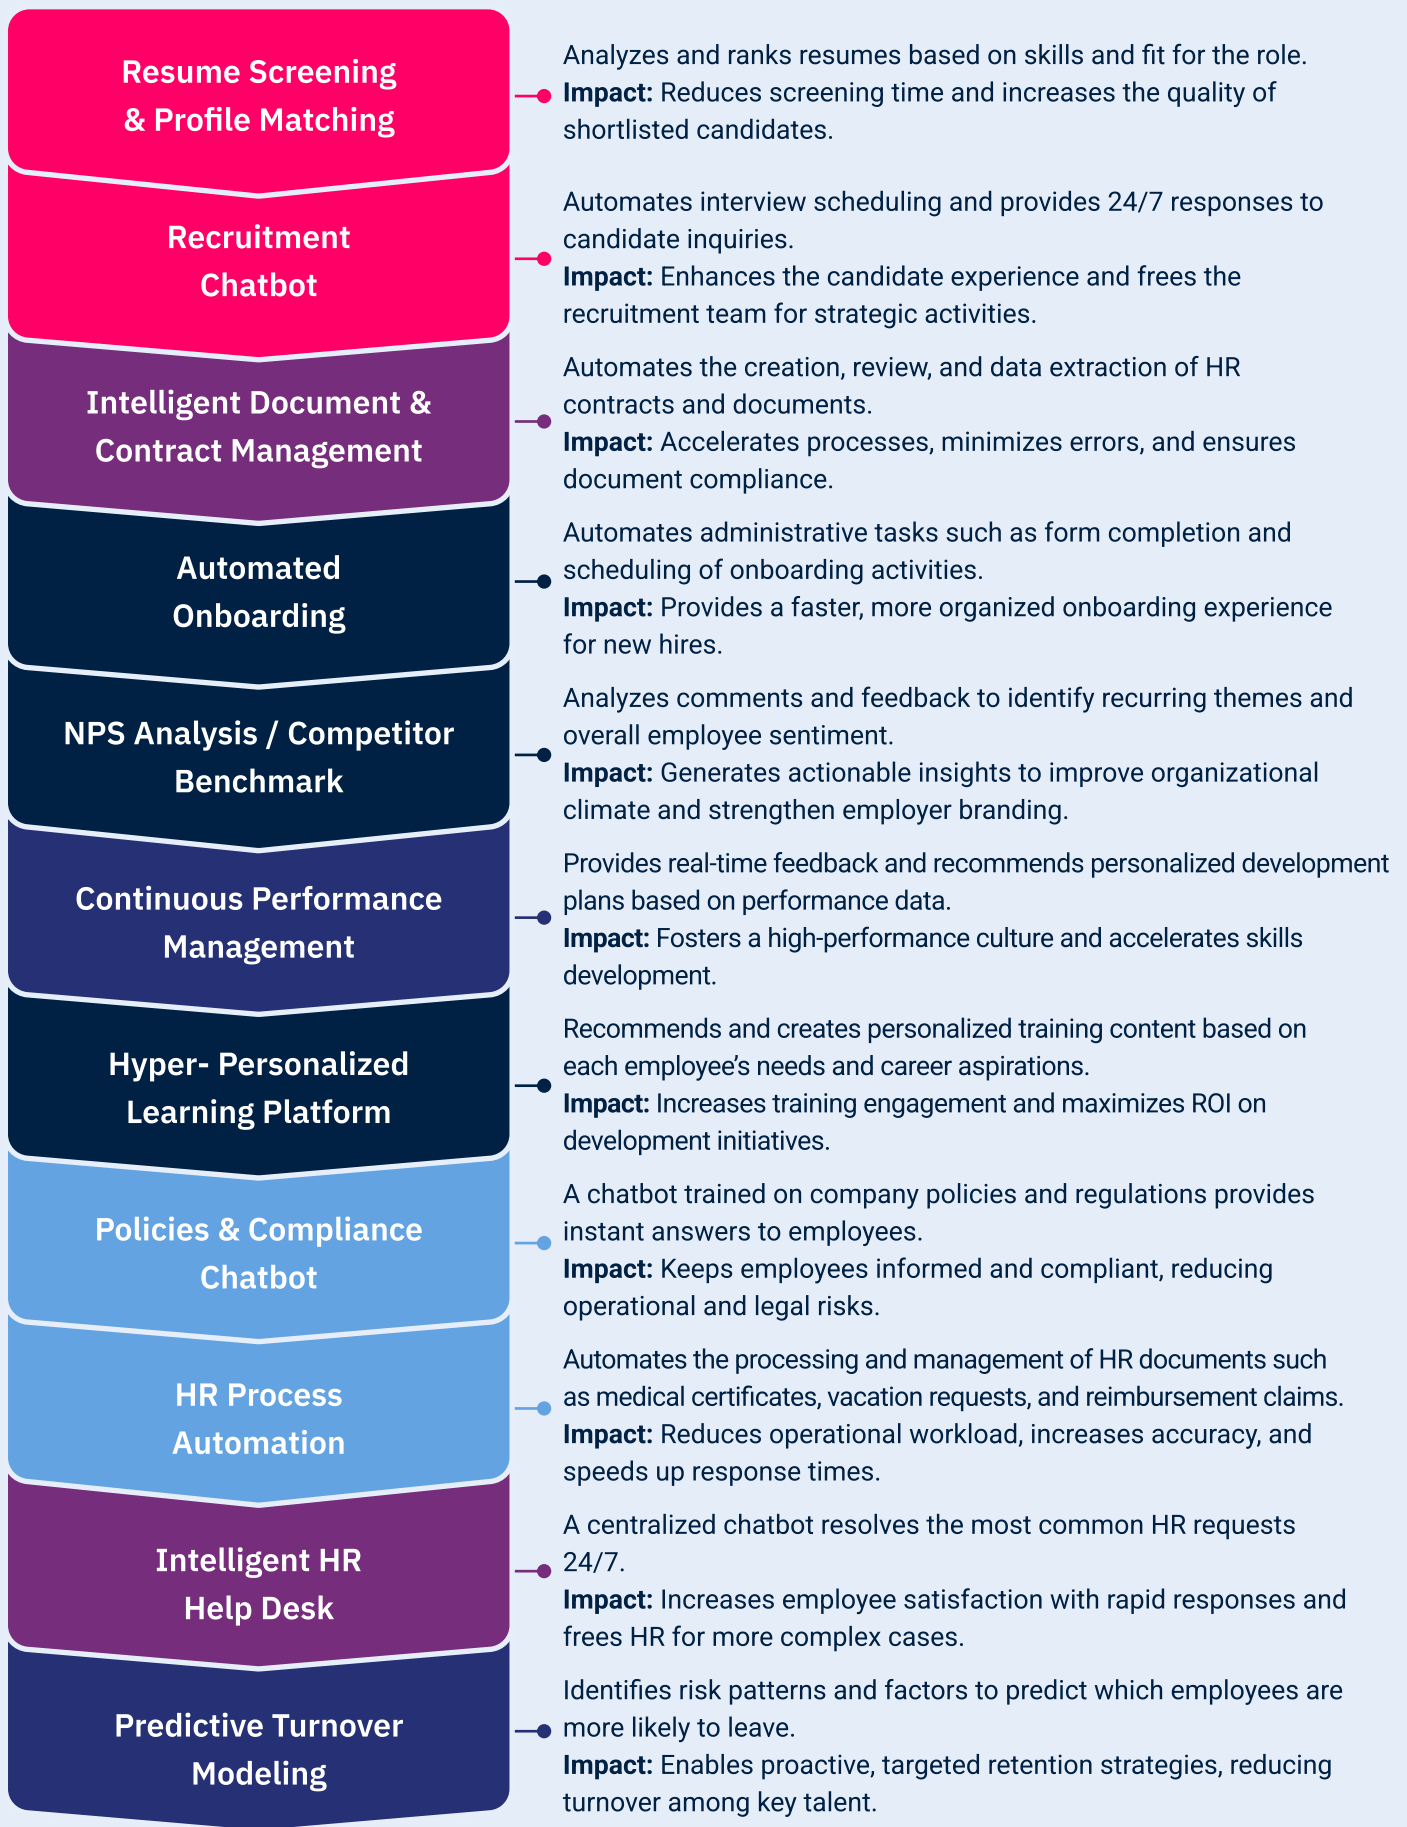 Resume Screening
& Profile Matching
Analyzes and ranks resumes based on skills and fit for the role.
Impact: Reduces screening time and increases the quality of
shortlisted candidates.
Recruitment
Chatbot
Automates interview scheduling and provides 24/7 responses to
candidate inquiries.
Impact: Enhances the candidate experience and frees the
recruitment team for strategic activities.
Intelligent Document &
Contract Management
Automates the creation, review, and data extraction of HR
contracts and documents.
Impact: Accelerates processes, minimizes errors, and ensures
document compliance.
Automated
Onboarding
Automates administrative tasks such as form completion and
scheduling of onboarding activities.
Impact: Provides a faster, more organized onboarding experience
for new hires.
NPS Analysis / Competitor
Benchmark
Analyzes comments and feedback to identify recurring themes and
overall employee sentiment.
Impact: Generates actionable insights to improve organizational
climate and strengthen employer branding.
Continuous Performance
Management
Provides real-time feedback and recommends personalized development
plans based on performance data.
Impact: Fosters a high-performance culture and accelerates skills
development.
Hyper- Personalized
Learning Platform
Recommends and creates personalized training content based on
each employee’s needs and career aspirations.
Impact: Increases training engagement and maximizes ROI on
development initiatives.
Policies & Compliance
Chatbot
A chatbot trained on company policies and regulations provides
instant answers to employees.
Impact: Keeps employees informed and compliant, reducing
operational and legal risks.
HR Process
Automation
Automates the processing and management of HR documents such
as medical certificates, vacation requests, and reimbursement claims.
Impact: Reduces operational workload, increases accuracy, and
speeds up response times.
Intelligent HR
Help Desk
A centralized chatbot resolves the most common HR requests
24/7.
Impact: Increases employee satisfaction with rapid responses and
frees HR for more complex cases.
Predictive Turnover
Modeling
Identifies risk patterns and factors to predict which employees are
more likely to leave.
Impact: Enables proactive, targeted retention strategies, reducing
turnover among key talent.